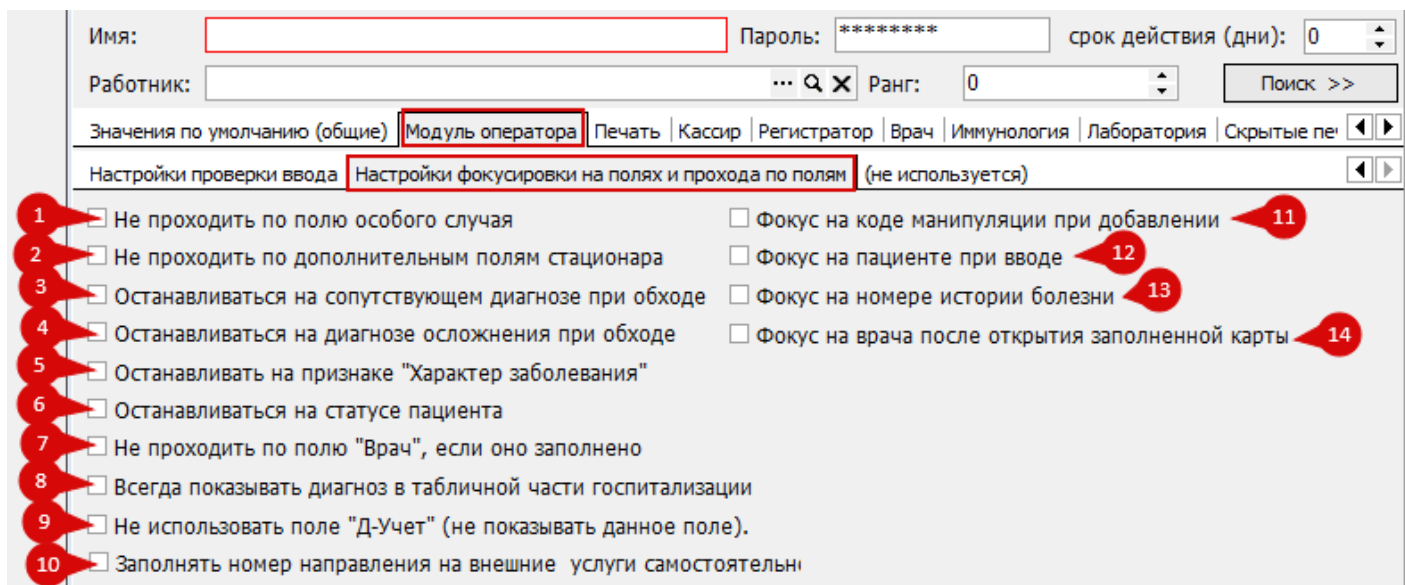 Имя: Пароль: ******** срок действия (дни): 0
Работник: ... Ранг: 0 Поиск >>
Значения по умолчанию (общие) Модуль оператора Печать Кассир Регистратор Врач Иммунология Лаборатория Скрытые
Настройки проверки ввода Настройки фокусировки на полях и прохода по полям (не используется)
1 Не проходить по полю особого случая Фокус на коде манипуляции при добавлении 11
2 Не проходить по дополнительным полям стационара Фокус на пациенте при вводе 12
3 Останавливаться на сопутствующем диагнозе при обходе Фокус на номере истории болезни 13
4 Останавливаться на диагнозе осложнения при обходе Фокус на врача после открытия заполненной карты 14
5 Останавливать на признаке "Характер заболевания"
6 Останавливаться на статусе пациента
7 Не проходить по полю "Врач", если оно заполнено
8 Всегда показывать диагноз в табличной части госпитализации
9 Не использовать поле "Д-Учет" (не показывать данное поле).
10 Заполнять номер направления на внешние услуги